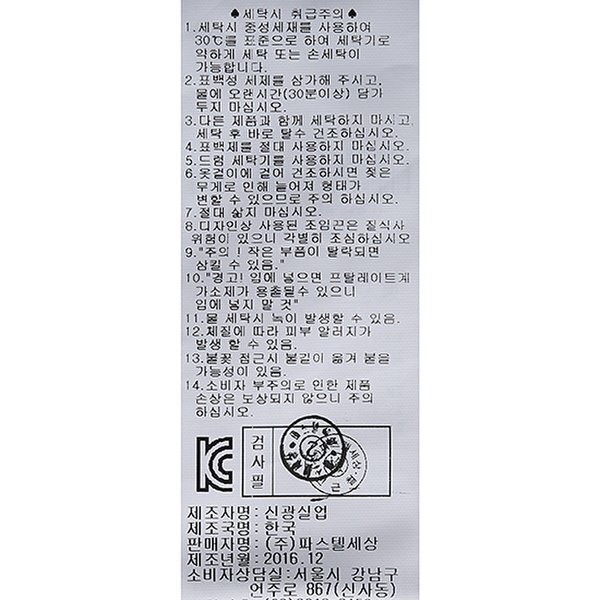 ♠세탁시 취급주의♠
1.세탁시 중성세재를 사용하여
30℃를 표준으로 하여 세탁기로
약하게 세탁 또는 손세탁이
가능합니다.
2.표백성 세제를 삼가해 주시고,
물에 오랜시간(30분이상) 담가
두지 마십시오.
3.다른 제품과 함께 세탁하지 마시고,
세탁 후 바로 탈수 건조하십시오.
4.표백제를 절대 사용하지 마십시오.
5.드럼 세탁기를 사용하지 마십시오.
6.옷걸이에 걸어 건조하시면 젖은
무게로 인해 늘어져 형태가
변할 수 있으므로 주의 하십시오.
7.절대 삶지 마십시오.
8.디자인상 사용된 조임끈은 질식사
위험이 있으니 각별히 조심하십시오
9."주의! 작은 부품이 탈락되면
삼킬 수 있음."
10."경고! 입에 넣으면 프탈레이트계
가소제가 용출될수 있으니
입에 넣지 말 것"
11.물 세탁시 녹이 발생할 수 있음.
12.체질에 따라 피부 알러지가
발생 할 수 있음.
13.불꽃 접근시 불길이 옮겨 붙을
가능성이 있음.
14.소비자 부주의로 인한 제품
손상은 보상되지 않으니 주의
하십시오.
KC
검사필
제조자명: 신광실업
제조국명: 한국
판매자명: (주)파스텔세상
제조년월: 2016.12
소비자상담실: 서울시 강남구
언주로 867(신사동)